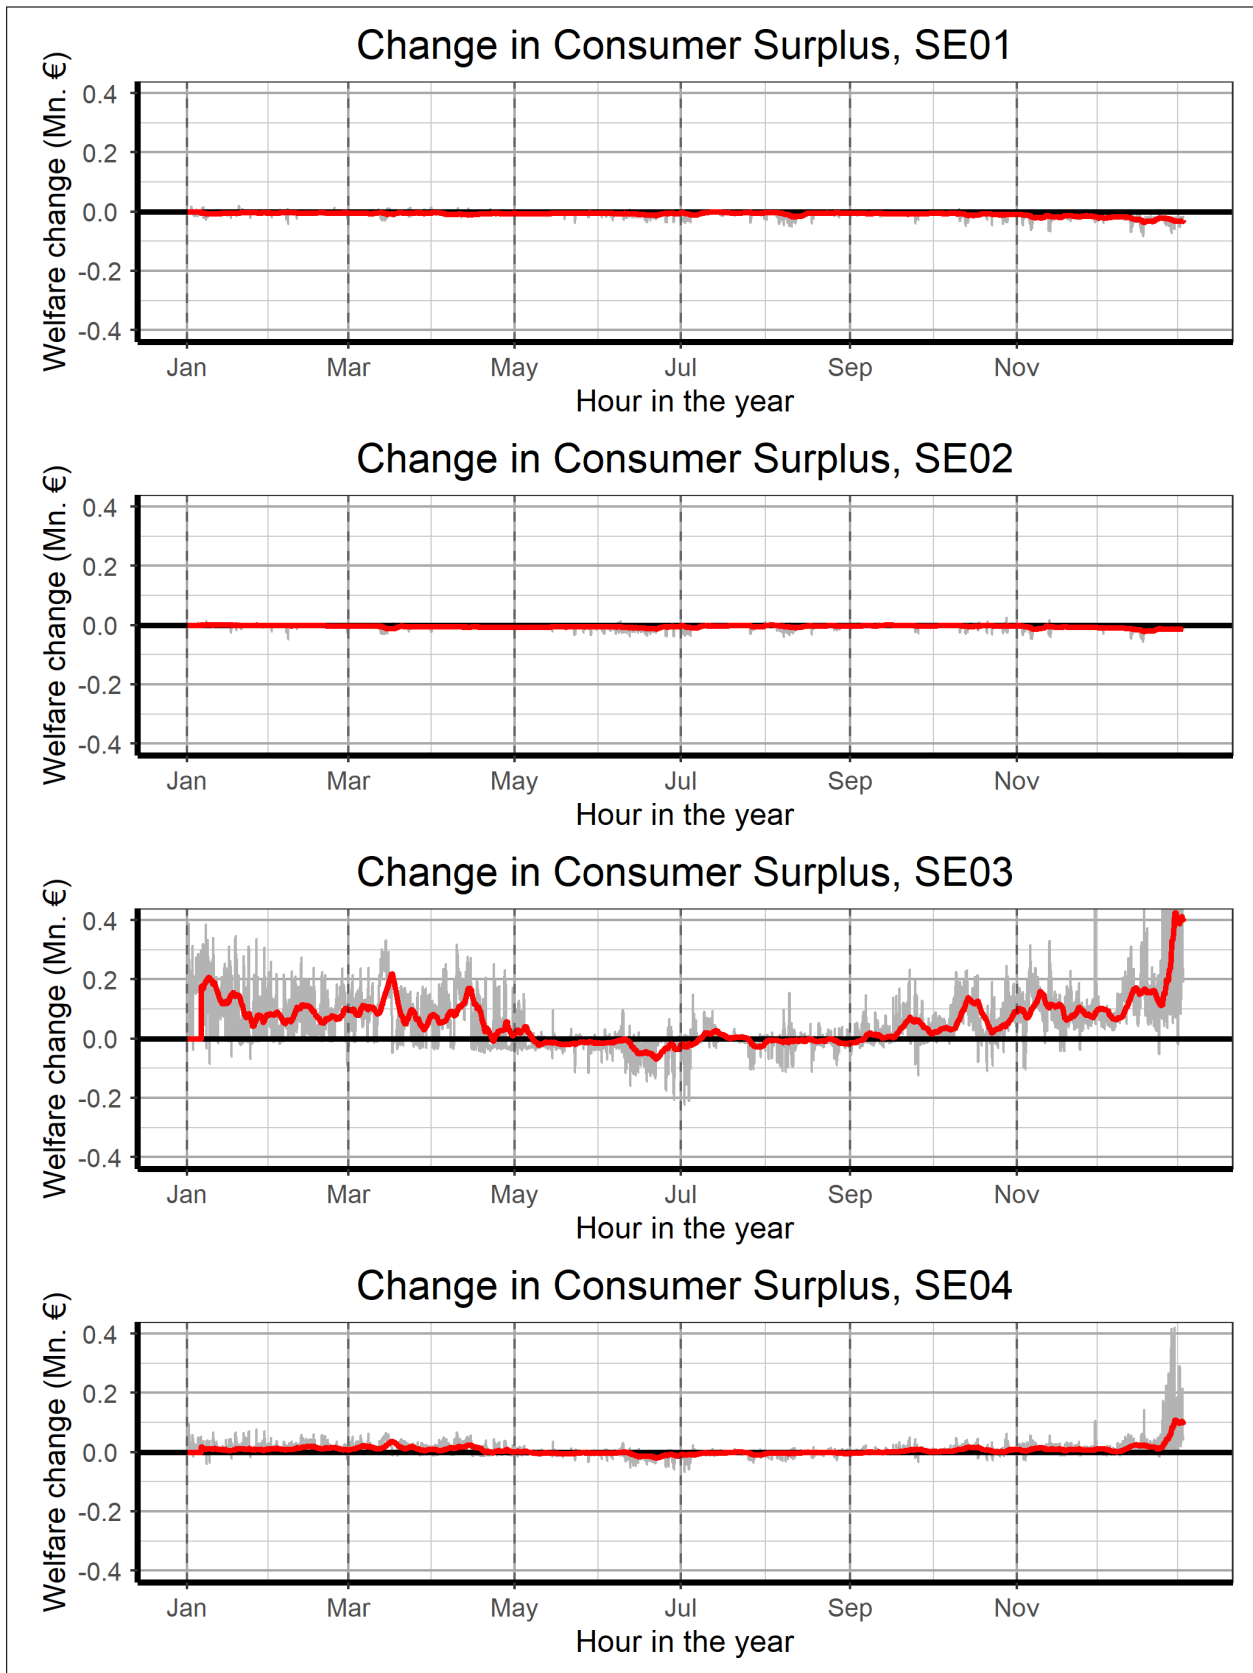 Change in Consumer Surplus, SE01
Welfare change (Mn. €)
0.4
0.2
0.0
-0.2
-0.4
Jan Mar May Jul Sep Nov
Hour in the year
Change in Consumer Surplus, SE02
Welfare change (Mn. €)
0.4
0.2
0.0
-0.2
-0.4
Jan Mar May Jul Sep Nov
Hour in the year
Change in Consumer Surplus, SE03
Welfare change (Mn. €)
0.4
0.2
0.0
-0.2
-0.4
Jan Mar May Jul Sep Nov
Hour in the year
Change in Consumer Surplus, SE04
Welfare change (Mn. €)
0.4
0.2
0.0
-0.2
-0.4
Jan Mar May Jul Sep Nov
Hour in the year